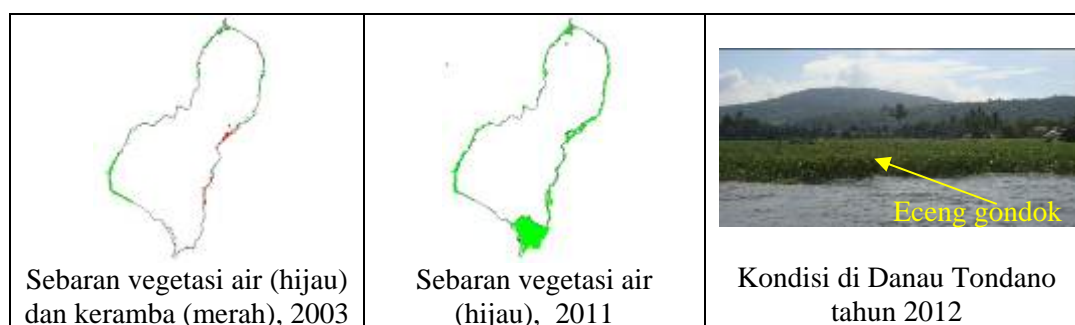 Eceng gondok
Sebaran vegetasi air (hijau)
dan keramba (merah), 2003
Sebaran vegetasi air
(hijau), 2011
Kondisi di Danau Tondano
tahun 2012